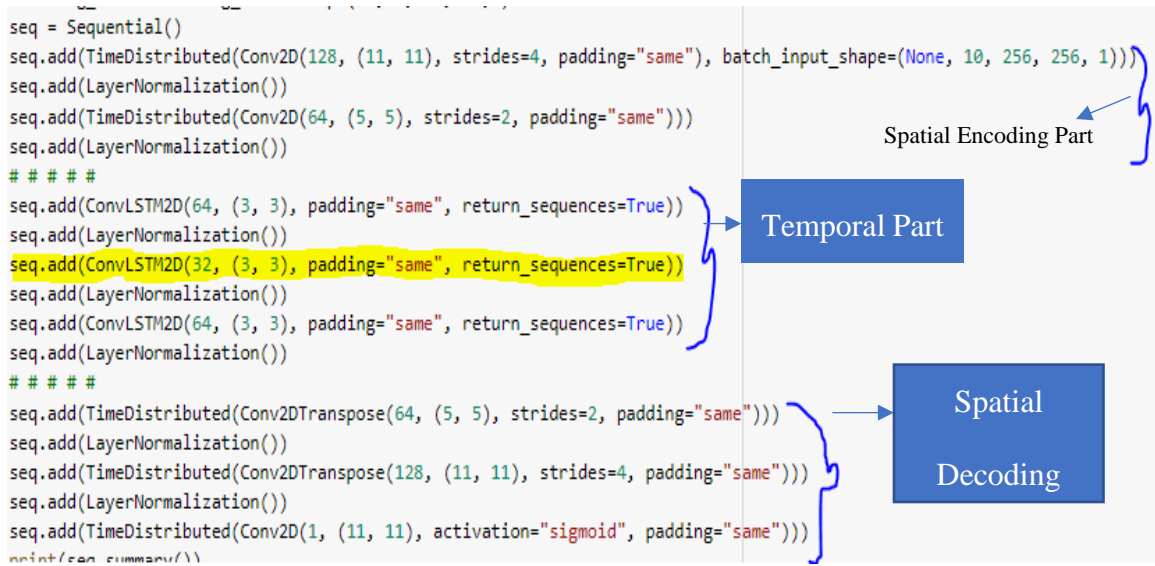 seq = Sequential()
seq.add(TimeDistributed(Conv2D(128, (11, 11), strides=4, padding="same"), batch_input_shape=(None, 10, 256, 256, 1)))
seq.add(LayerNormalization())
seq.add(TimeDistributed(Conv2D(64, (5, 5), strides=2, padding="same")))
seq.add(LayerNormalization())
Spatial Encoding Part
# # # # #
seq.add(ConvLSTM2D(64, (3, 3), padding="same", return_sequences=True))
Temporal Part
seq.add(LayerNormalization())
seq.add(ConvLSTM2D(32, (3, 3), padding="same", return_sequences=True))
seq.add(LayerNormalization())
seq.add(ConvLSTM2D(64, (3, 3), padding="same", return_sequences=True))
seq.add(LayerNormalization())
# # # # #
seq.add(TimeDistributed(Conv2DTranspose(64, (5, 5), strides=2, padding="same")))
Spatial
Decoding
seq.add(LayerNormalization())
seq.add(TimeDistributed(Conv2DTranspose(128, (11, 11), strides=4, padding="same")))
seq.add(LayerNormalization())
seq.add(TimeDistributed(Conv2D(1, (11, 11), activation="sigmoid", padding="same")))
print(seq.summary())